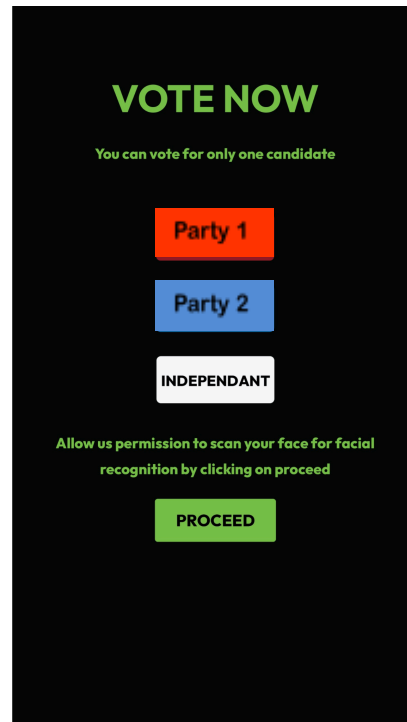 VOTE NOW
You can vote for only one candidate
Party 1
Party 2
INDEPENDANT
Allow us permission to scan your face for facial
recognition by clicking on proceed
PROCEED